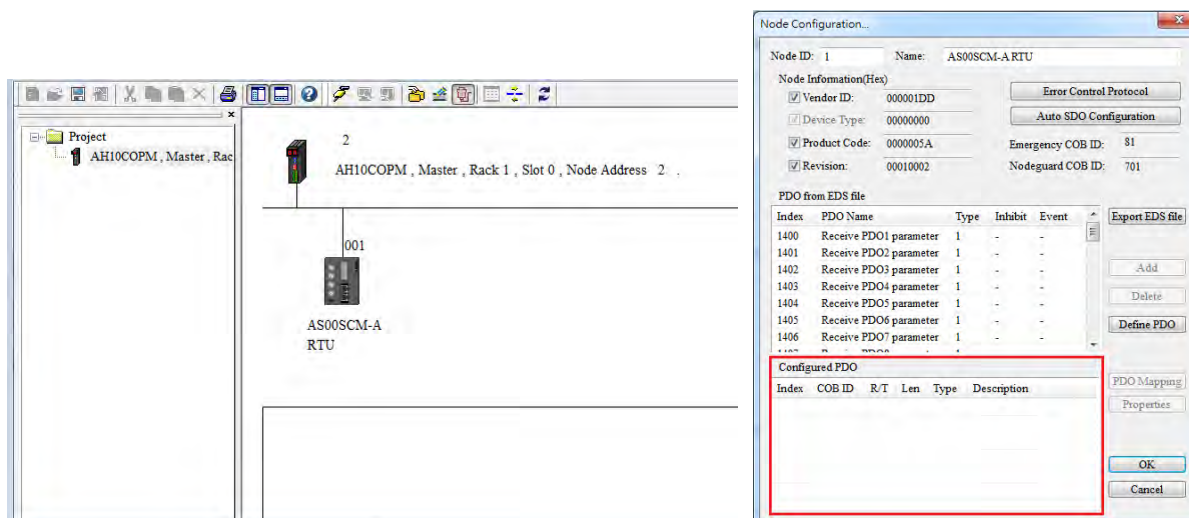 Project
AH10COPM , Master , Rac
2
AH10COPM , Master , Rack 1 , Slot 0 , Node Address 2 .
001
AS00SCM-A
RTU
Node Configuration...
Node ID: 1 Name: AS00SCM-A RTU
Node Information(Hex)
Vendor ID: 000001DD Error Control Protocol
Device Type: 00000000 Auto SDO Configuration
Product Code: 0000005A Emergency COB ID: 81
Revision: 00010002 Nodeguard COB ID: 701
PDO from EDS file
Index PDO Name Type Inhibit Event Export EDS file
1400 Receive PDO1 parameter 1 - -
1401 Receive PDO2 parameter 1 - -
1402 Receive PDO3 parameter 1 - - Add
1403 Receive PDO4 parameter 1 - -
1404 Receive PDO5 parameter 1 - - Delete
1405 Receive PDO6 parameter 1 - - Define PDO
1406 Receive PDO7 parameter 1 - -
Configured PDO
Index COB ID R/T Len Type Description PDO Mapping
Properties
OK
Cancel